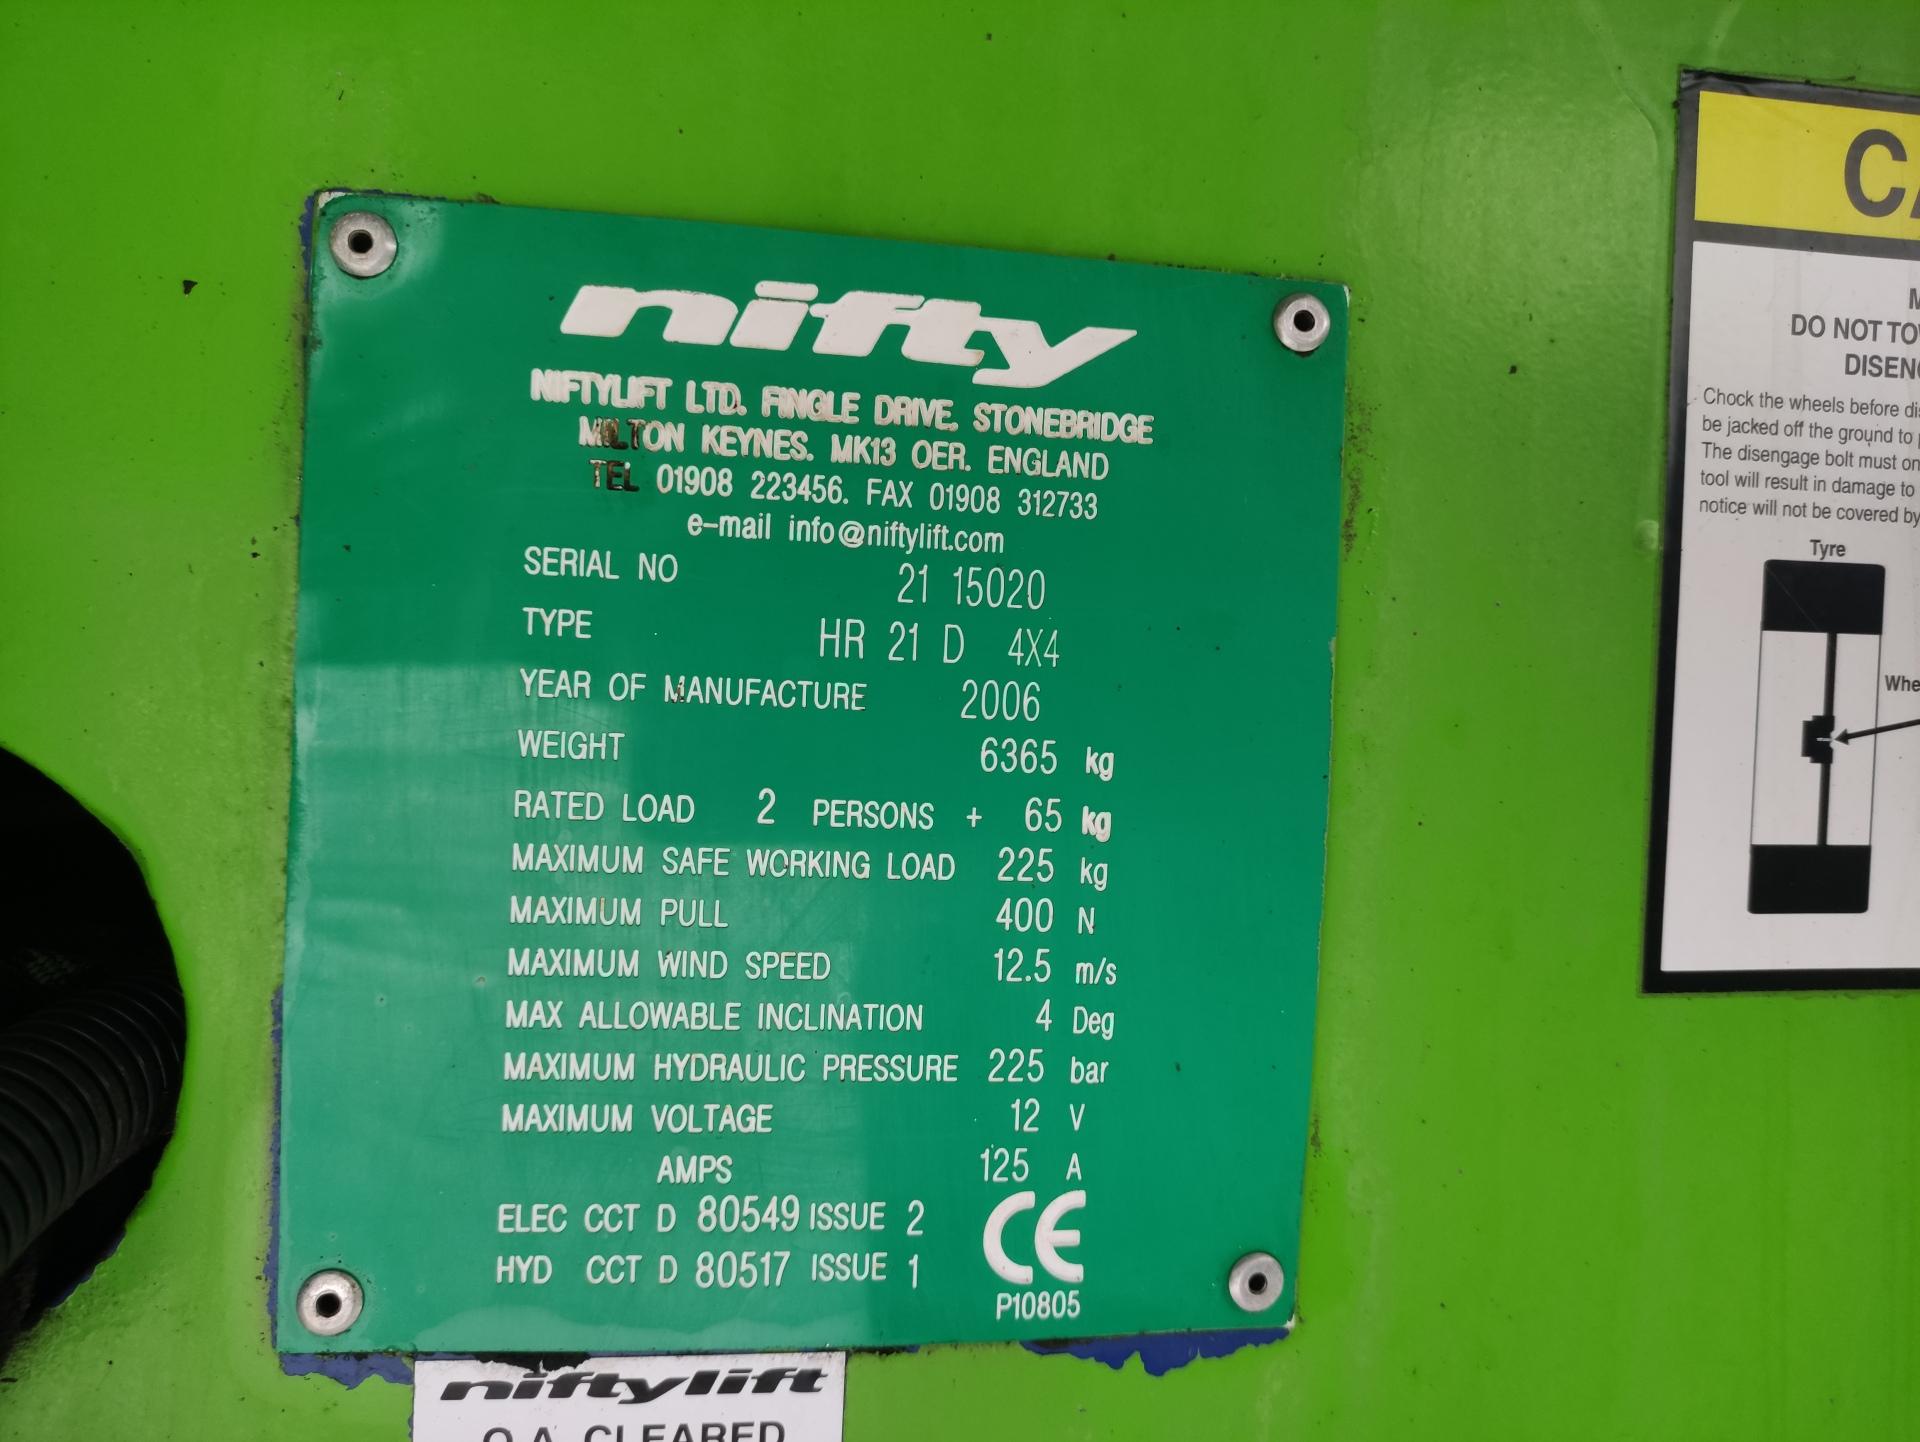 nifty
NIFTYLIFT LTD. FINGLE DRIVE. STONEBRIDGE
MILTON KEYNES. MK13 OER. ENGLAND
TEL 01908 223456. FAX 01908 312733
e-mail info@niftylift.com
SERIAL NO 21 15020
TYPE HR 21 D 4X4
YEAR OF MANUFACTURE 2006
WEIGHT 6365 kg
RATED LOAD 2 PERSONS + 65 kg
MAXIMUM SAFE WORKING LOAD 225 kg
MAXIMUM PULL 400 N
MAXIMUM WIND SPEED 12.5 m/s
MAX ALLOWABLE INCLINATION 4 Deg
MAXIMUM HYDRAULIC PRESSURE 225 bar
MAXIMUM VOLTAGE 12 V
AMPS 125 A
ELEC CCT D 80549 ISSUE 2
HYD CCT D 80517 ISSUE 1
CE
P10805
niftylift
Q.A. CLEARED
DO NOT
Chock the wheels before
be jacked off the ground to
The disengage bolt must
tool will result in damage to
notice will not be covered by
Tyre